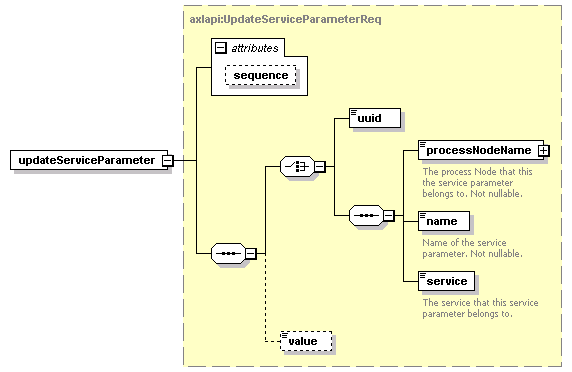 axlapi:UpdateServiceParameterReq
attributes
sequence
uuid
updateServiceParameter
processNodeName
The process Node that this
the service parameter
belongs to. Not nullable.
name
Name of the service
parameter. Not nullable.
service
The service that this service
parameter belongs to.
value